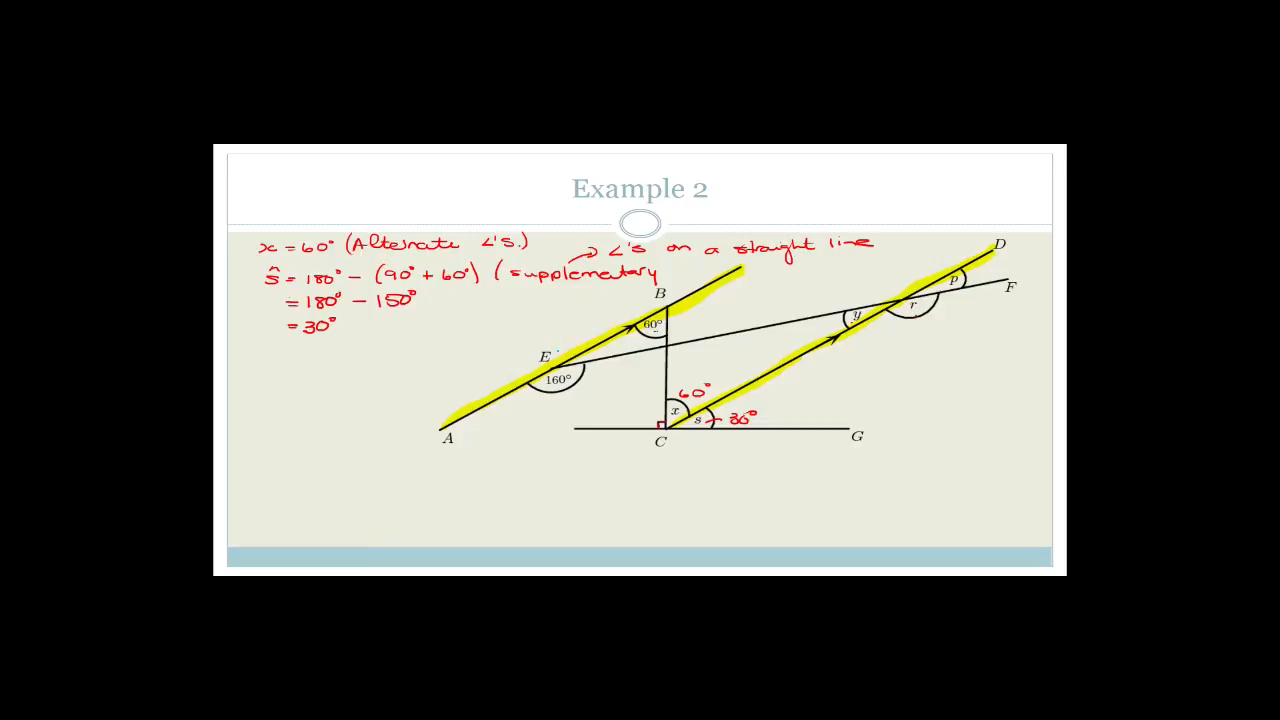 Example 2
x = 60° (Alternate ∠'s.)
→ ∠'s on a straight line
ŝ = 180° - (90° + 60°) (supplementary
= 180° - 150°
= 30°
D
F
p
r
y
B
60°
E
160°
A
60°
x
s
30°
C
G